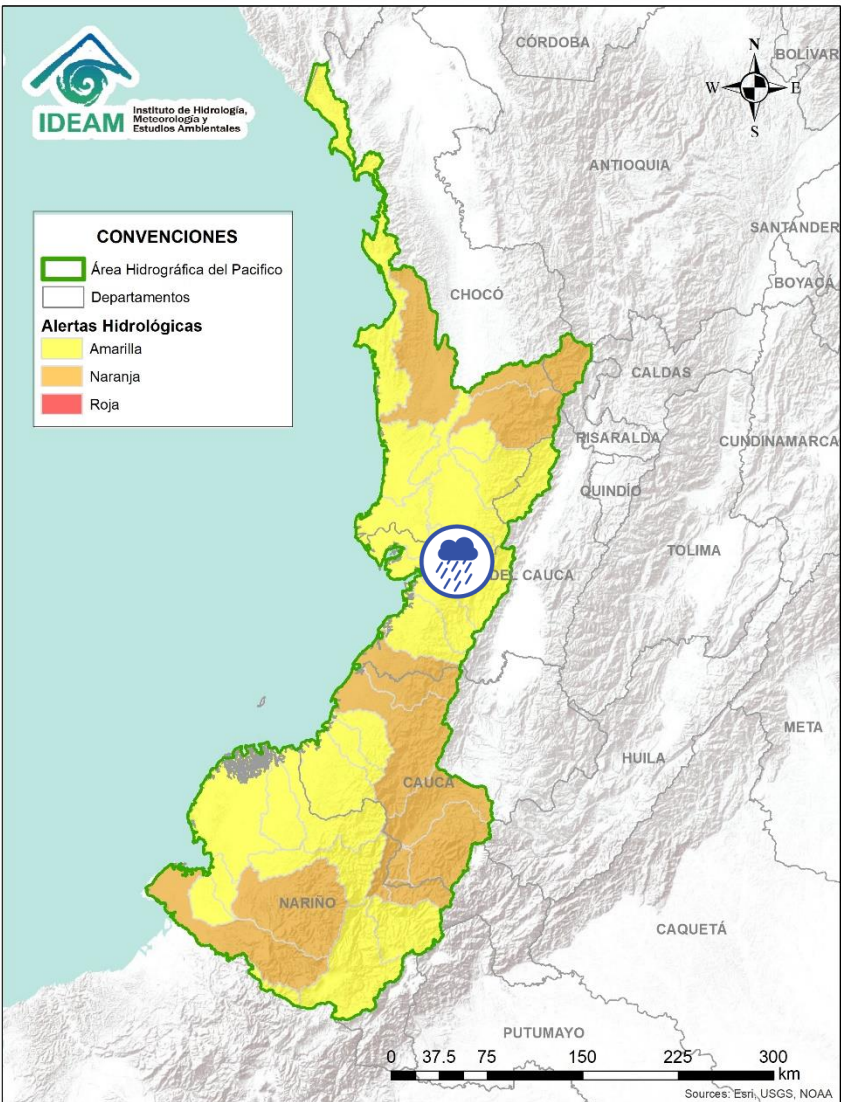 IDEAM
Instituto de Hidrología,
Meteorología y
Estudios Ambientales
CÓRDOBA
N
BOLÍVAR
W
E
S
ANTIOQUIA
SANTANDER
CONVENCIONES
Área Hidrográfica del Pacifico
Departamentos
Alertas Hidrológicas
Amarilla
Naranja
Roja
BOYACÁ
CHOCÓ
CALDAS
RISARALDA
CUNDINAMARCA
QUINDÍO
TOLIMA
DEL CAUCA
META
HUILA
CAUCA
NARIÑO
CAQUETÁ
PUTUMAYO
0 37.5 75 150 225 300
km
Sources: Esri, USGS, NOAA